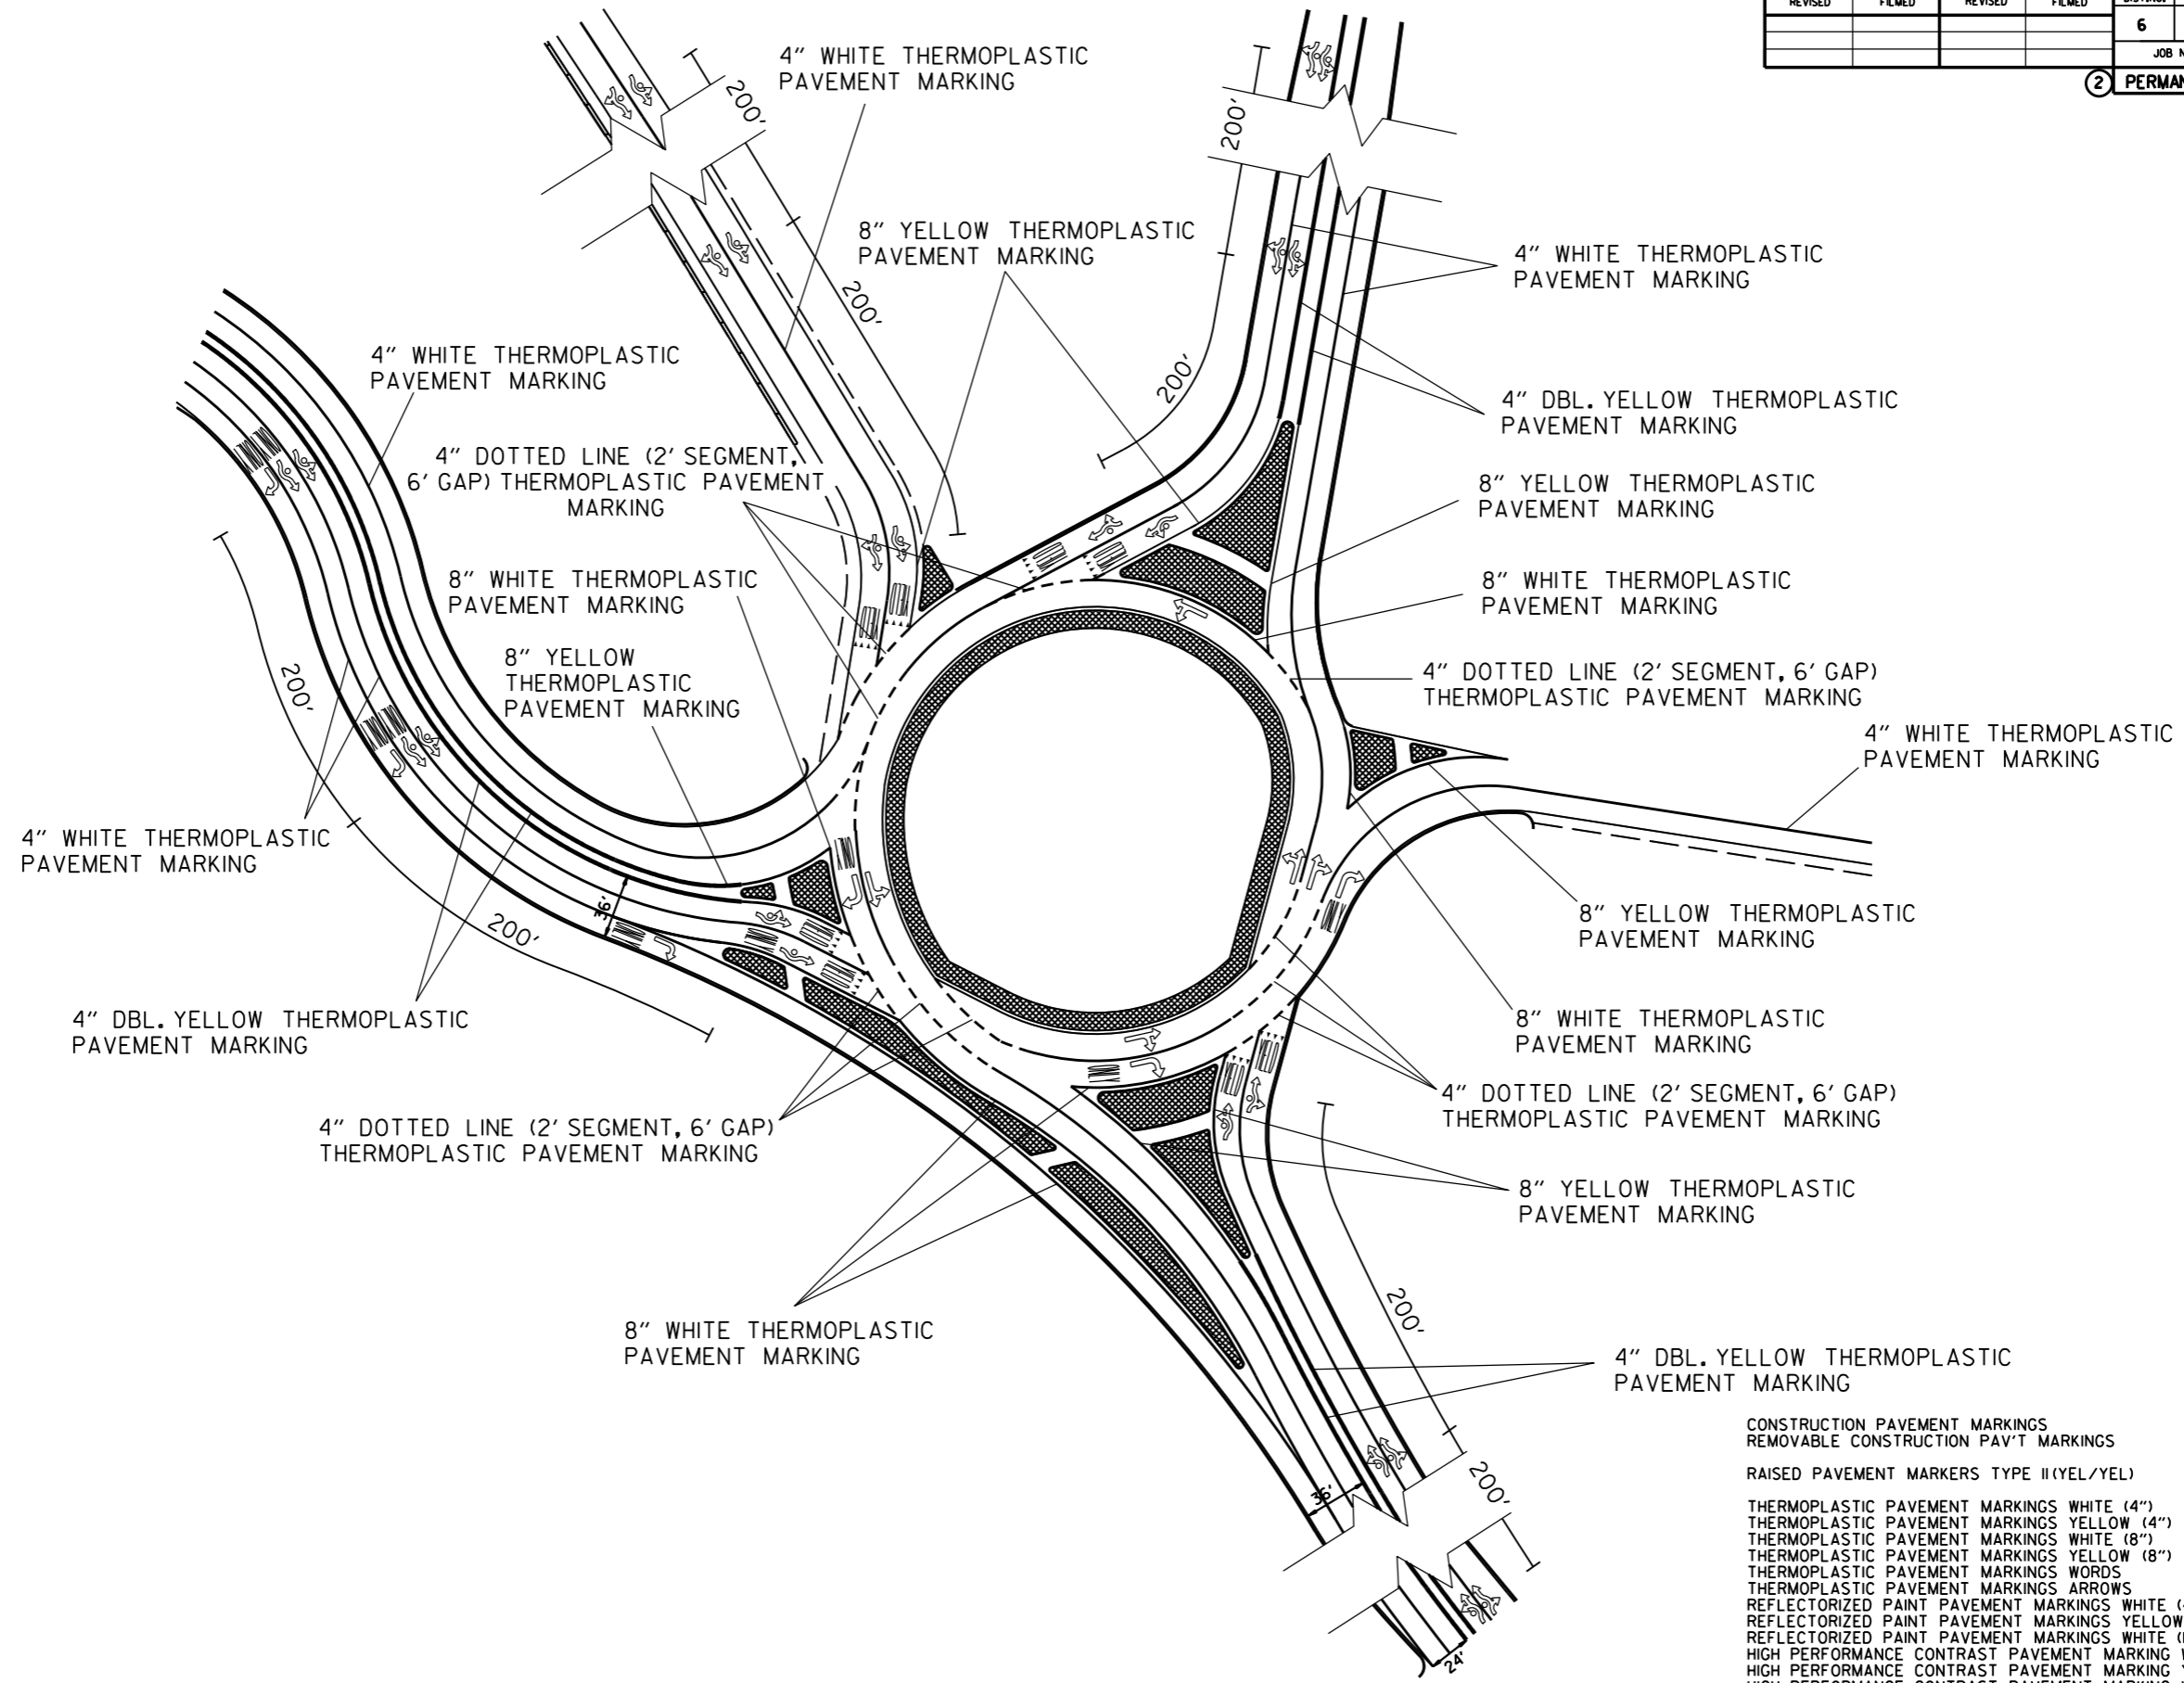 REVISED FILMED REVISED FILMED
6
JOB N
2 PERMAN
4" WHITE THERMOPLASTIC
PAVEMENT MARKING
200'
200'
8" YELLOW THERMOPLASTIC
PAVEMENT MARKING
4" WHITE THERMOPLASTIC
PAVEMENT MARKING
200'
4" WHITE THERMOPLASTIC
PAVEMENT MARKING
200'
4" DBL. YELLOW THERMOPLASTIC
PAVEMENT MARKING
4" DOTTED LINE (2' SEGMENT,
6' GAP) THERMOPLASTIC PAVEMENT
MARKING
8" YELLOW THERMOPLASTIC
PAVEMENT MARKING
8" WHITE THERMOPLASTIC
PAVEMENT MARKING
8" WHITE THERMOPLASTIC
PAVEMENT MARKING
8" YELLOW
THERMOPLASTIC
PAVEMENT MARKING
4" DOTTED LINE (2' SEGMENT, 6' GAP)
THERMOPLASTIC PAVEMENT MARKING
200'
4" WHITE THERMOPLASTIC
PAVEMENT MARKING
4" WHITE THERMOPLASTIC
PAVEMENT MARKING
36'
200'
8" YELLOW THERMOPLASTIC
PAVEMENT MARKING
4" DBL. YELLOW THERMOPLASTIC
PAVEMENT MARKING
8" WHITE THERMOPLASTIC
PAVEMENT MARKING
4" DOTTED LINE (2' SEGMENT, 6' GAP)
THERMOPLASTIC PAVEMENT MARKING
4" DOTTED LINE (2' SEGMENT, 6' GAP)
THERMOPLASTIC PAVEMENT MARKING
8" YELLOW THERMOPLASTIC
PAVEMENT MARKING
200'
8" WHITE THERMOPLASTIC
PAVEMENT MARKING
4" DBL. YELLOW THERMOPLASTIC
PAVEMENT MARKING
36'
200'
24'
CONSTRUCTION PAVEMENT MARKINGS
REMOVABLE CONSTRUCTION PAV'T MARKINGS
RAISED PAVEMENT MARKERS TYPE II (YEL/YEL)
THERMOPLASTIC PAVEMENT MARKINGS WHITE (4")
THERMOPLASTIC PAVEMENT MARKINGS YELLOW (4")
THERMOPLASTIC PAVEMENT MARKINGS WHITE (8")
THERMOPLASTIC PAVEMENT MARKINGS YELLOW (8")
THERMOPLASTIC PAVEMENT MARKINGS WORDS
THERMOPLASTIC PAVEMENT MARKINGS ARROWS
REFLECTORIZED PAINT PAVEMENT MARKINGS WHITE
REFLECTORIZED PAINT PAVEMENT MARKINGS YELLOW
REFLECTORIZED PAINT PAVEMENT MARKINGS WHITE
HIGH PERFORMANCE CONTRAST PAVEMENT MARKING
HIGH PERFORMANCE CONTRAST PAVEMENT MARKING